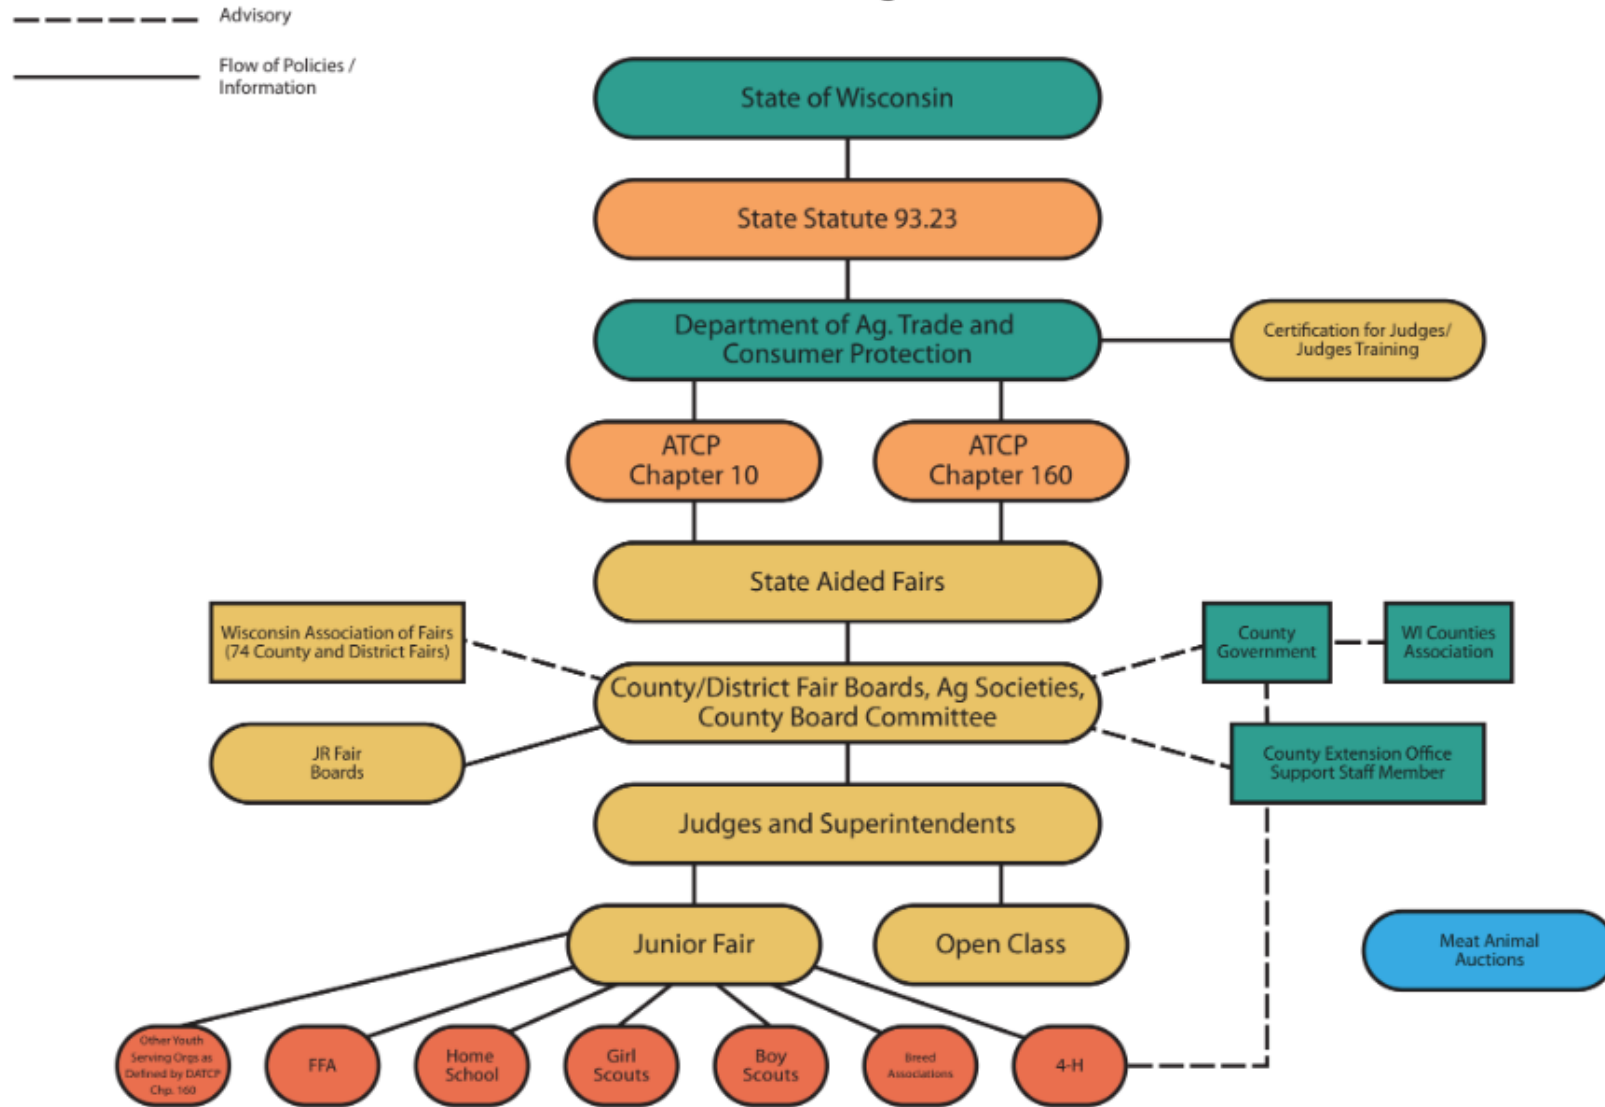 Advisory
Flow of Policies /
Information
State of Wisconsin
State Statute 93.23
Department of Ag. Trade and
Consumer Protection
Certification for Judges/
Judges Training
ATCP
Chapter 10
ATCP
Chapter 160
State Aided Fairs
Wisconsin Association of Fairs
(74 County and District Fairs)
County
Government
WI Counties
Association
County/District Fair Boards, Ag Societies,
County Board Committee
JR Fair
Boards
County Extension Office
Support Staff Member
Judges and Superintendents
Junior Fair
Open Class
Meat Animal
Auctions
Other Youth
Serving Orgs as
Defined by DATCP
Chp. 160
FFA
Home
School
Girl
Scouts
Boy
Scouts
Breed
Associations
4-H